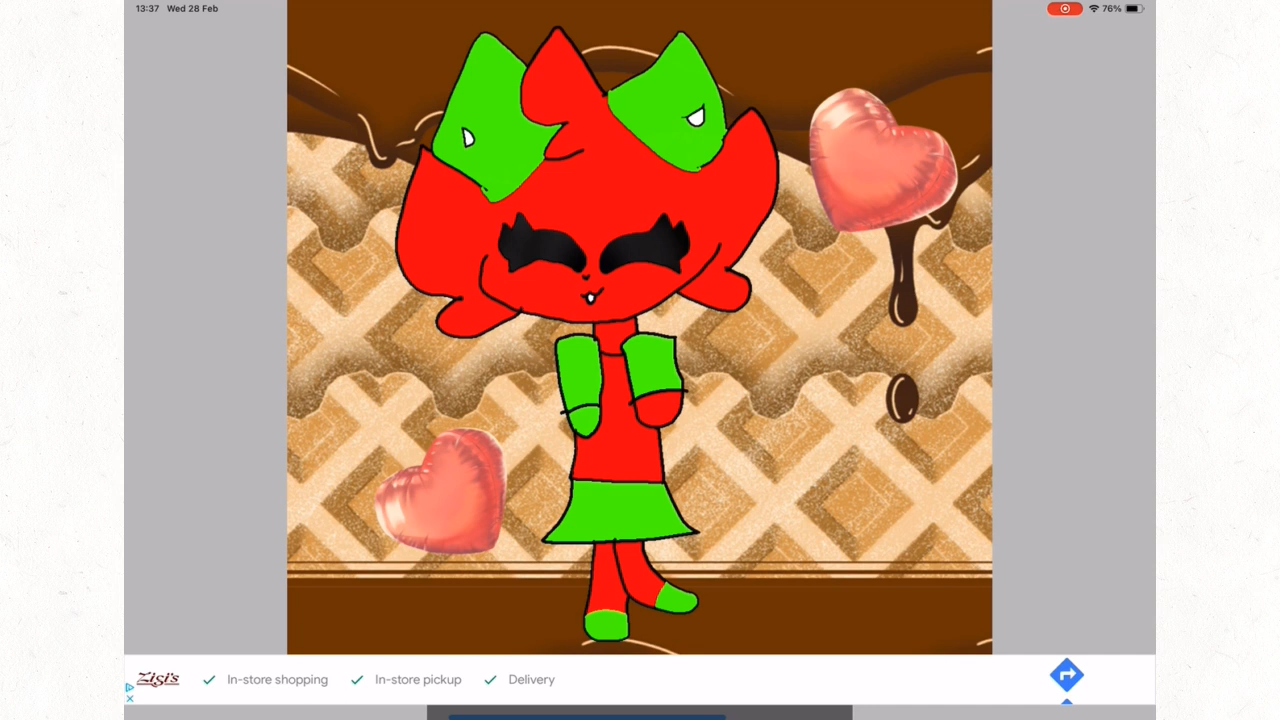 13:37 Wed 28 Feb
76%
Zisi's
In-store shopping
In-store pickup
Delivery